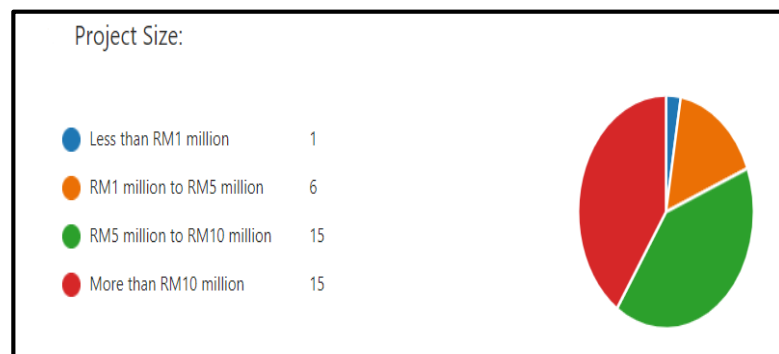 Project Size:
Less than RM1 million 1
RM1 million to RM5 million 6
RM5 million to RM10 million 15
More than RM10 million 15